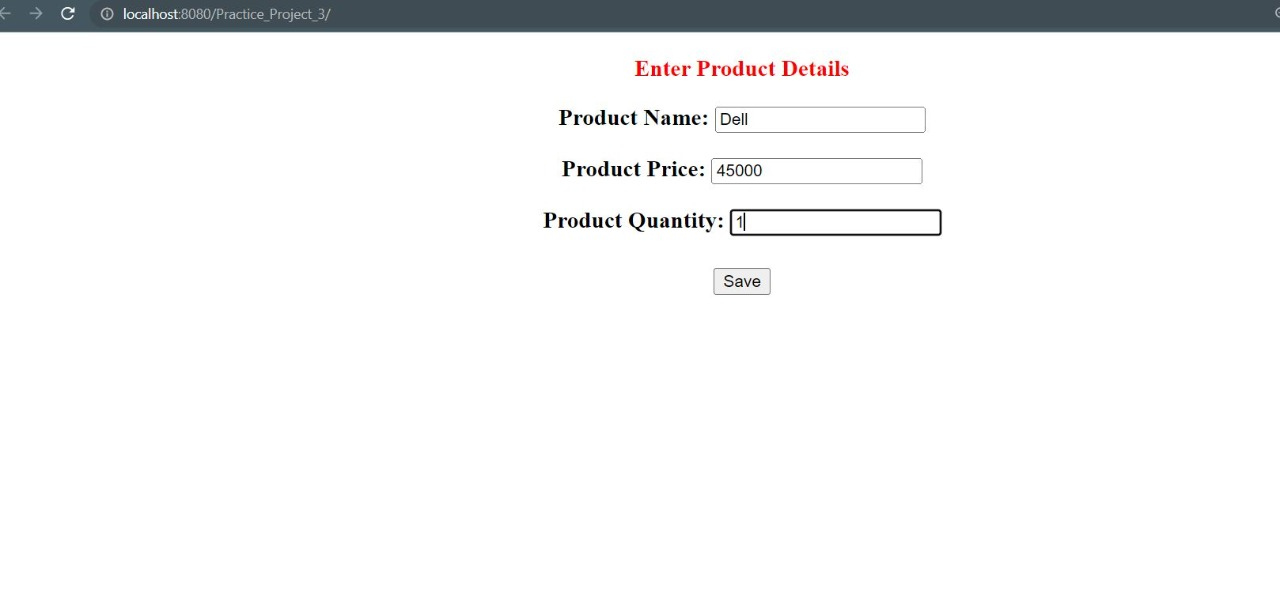 localhost:8080/Practice_Project_3/
Enter Product Details
Product Name: Dell
Product Price: 45000
Product Quantity: 1
Save